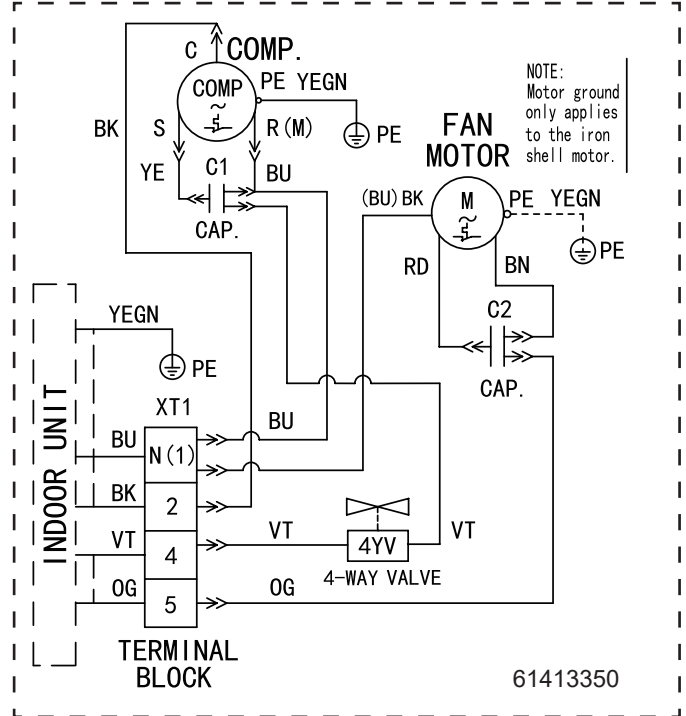 C COMP.
COMP
PE YEGN
PE
BK
S
R(M)
YE
C1
BU
CAP.
NOTE:
Motor ground
only applies
to the iron
shell motor.
FAN
MOTOR
(BU)BK
M
PE YEGN
PE
RD
BN
C2
CAP.
YEGN
PE
INDOOR UNIT
XT1
BU
N(1)
BU
BK
2
VT
4
VT
4YV
VT
4-WAY VALVE
OG
5
OG
TERMINAL
BLOCK
61413350